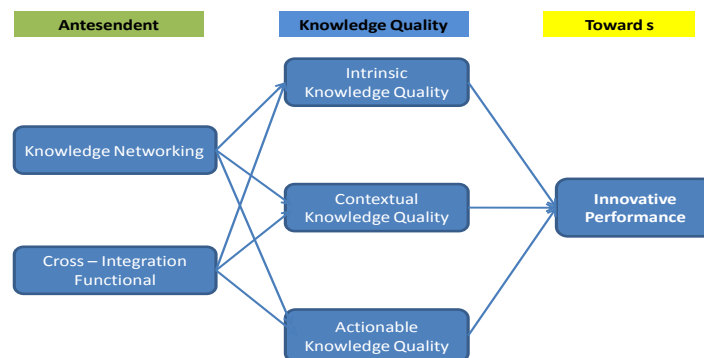 Antesendent
Knowledge Quality
Toward s
Intrinsic
Knowledge Quality
Knowledge Networking
Contextual
Knowledge Quality
Innovative
Performance
Cross – Integration
Functional
Actionable
Knowledge Quality